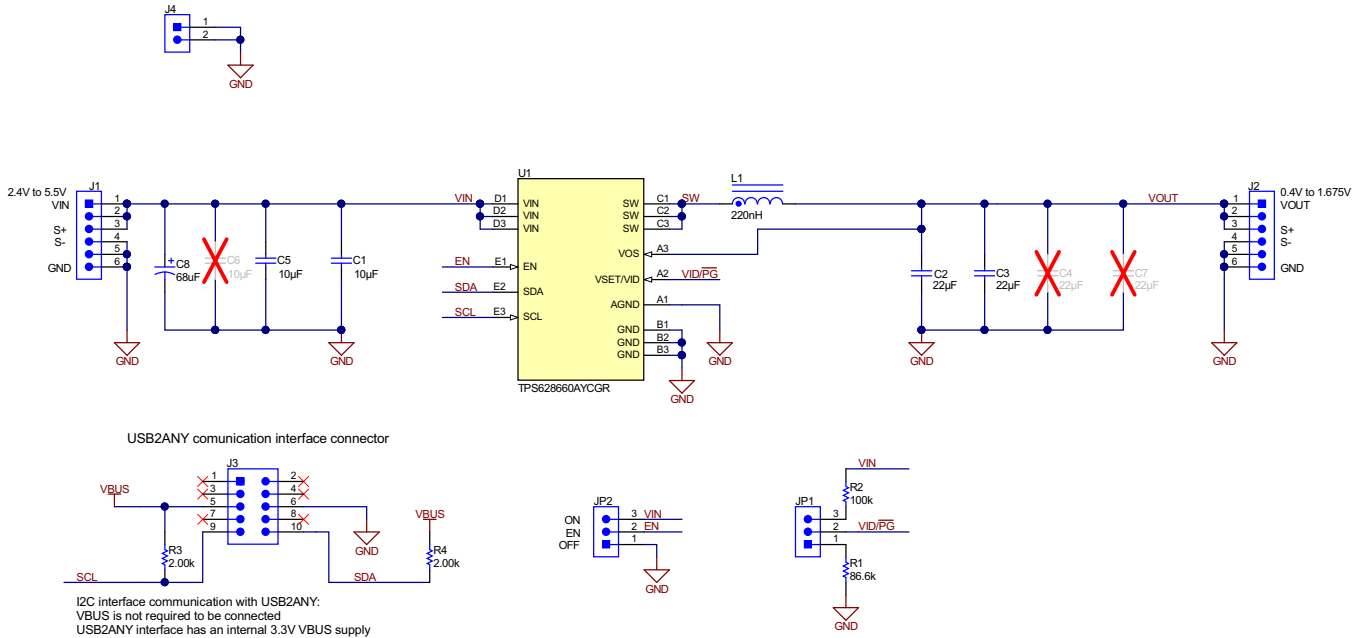 J4
1
2
GND
2.4V to 5.5V
VIN
S+
S-
GND
J1
1
2
3
4
5
6
GND
C8
68uF
+
C6
10µF
C5
10µF
C1
10µF
GND
VIN
EN
SDA
SCL
U1
D1
D2
D3
E1
E2
E3
VIN
VIN
VIN
EN
SDA
SCL
SW
SW
SW
VOS
VSET/VID
AGND
GND
GND
GND
C1
C2
C3
A3
A2
A1
B1
B2
B3
TPS628660AYCGR
SW
VID/PG
GND
GND
L1
220nH
C2
22µF
C3
22µF
C4
22µF
C7
22µF
GND
VOUT
J2
1
2
3
4
5
6
0.4V to 1.675V
VOUT
S+
S-
GND
GND
USB2ANY comunication interface connector
J3
1
3
5
7
9
2
4
6
8
10
VBUS
R3
2.00k
SCL
GND
VBUS
R4
2.00k
SDA
I2C interface communication with USB2ANY:
VBUS is not required to be connected
USB2ANY interface has an internal 3.3V VBUS supply
JP2
ON
EN
OFF
3
2
1
VIN
EN
GND
JP1
3
2
1
VIN
R2
100k
VID/PG
R1
86.6k
GND